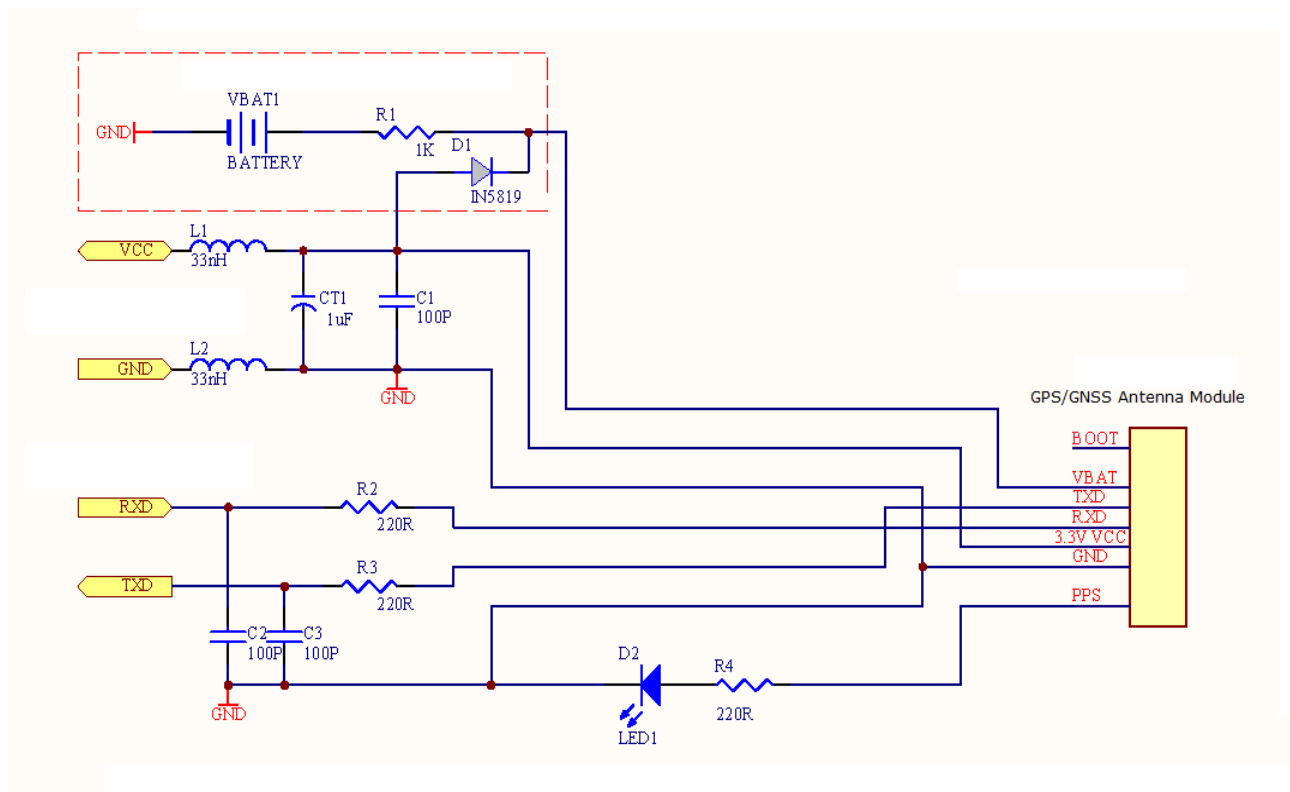 VBAT1
GND
BATTERY
R1
1K
D1
IN5819
VCC
L1
33nH
CT1
1uF
C1
100P
GND
L2
33nH
GND
GPS/GNSS Antenna Module
BOOT
VBAT
TXD
RXD
3.3V VCC
GND
PPS
RXD
R2
220R
TXD
R3
220R
C2
100P
C3
100P
GND
D2
LED1
R4
220R